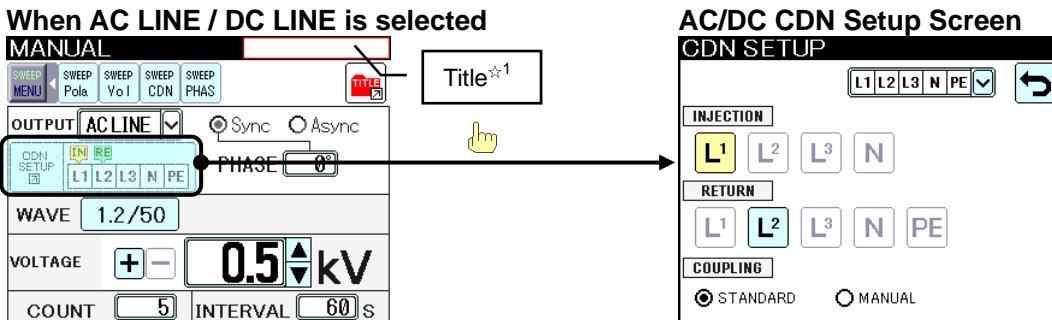 When AC LINE / DC LINE is selected
MANUAL
SWEEP MENU
SWEEP Pola.
SWEEP Vol
SWEEP CDN
SWEEP PHAS
TITLE
Title☆1
OUTPUT AC LINE Sync Async
CDN SETUP
IN RE
L1 L2 L3 N PE
PHASE 0°
WAVE 1.2/50
VOLTAGE + − 0.5 kV
COUNT 5 INTERVAL 60 s
AC/DC CDN Setup Screen
CDN SETUP
L1 L2 L3 N PE
INJECTION
L1 L2 L3 N
RETURN
L1 L2 L3 N PE
COUPLING
STANDARD MANUAL